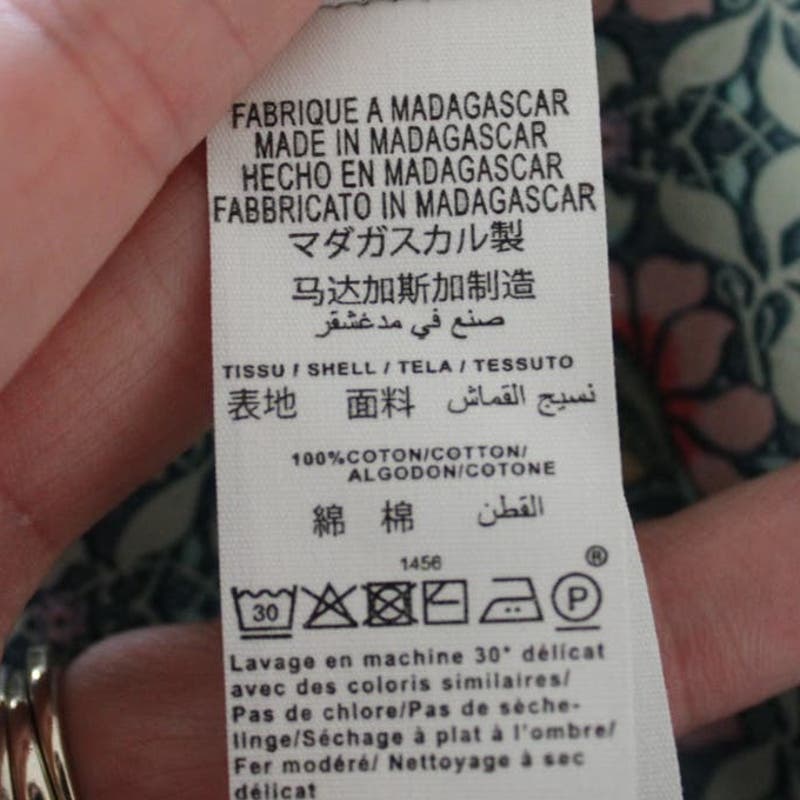 FABRIQUE A MADAGASCAR
MADE IN MADAGASCAR
HECHO EN MADAGASCAR
FABBRICATO IN MADAGASCAR
マダガスカル製
马达加斯加制造
صنع في مدغشقر
TISSU / SHELL / TELA / TESSUTO
表地 面料 نسيج القماش
100%COTON/COTTON/
ALGODON/COTONE
綿 棉 القطن
1456
®
30 P
Lavage en machine 30° délicat
avec des coloris similaires/
Pas de chlore/Pas de sèche-
linge/Séchage à plat à l'ombre/
Fer modéré/ Nettoyage à sec
délicat